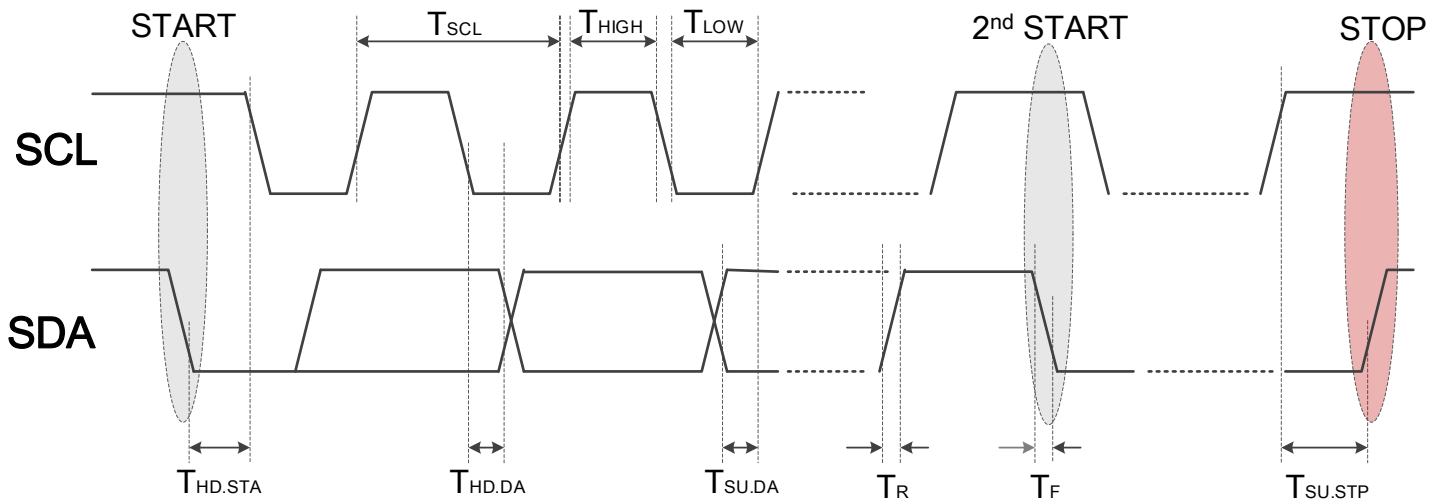 START
TSCL
THIGH
TLOW
2nd START
STOP
SCL
SDA
THD.STA
THD.DA
TSU.DA
TR
TF
TSU.STP